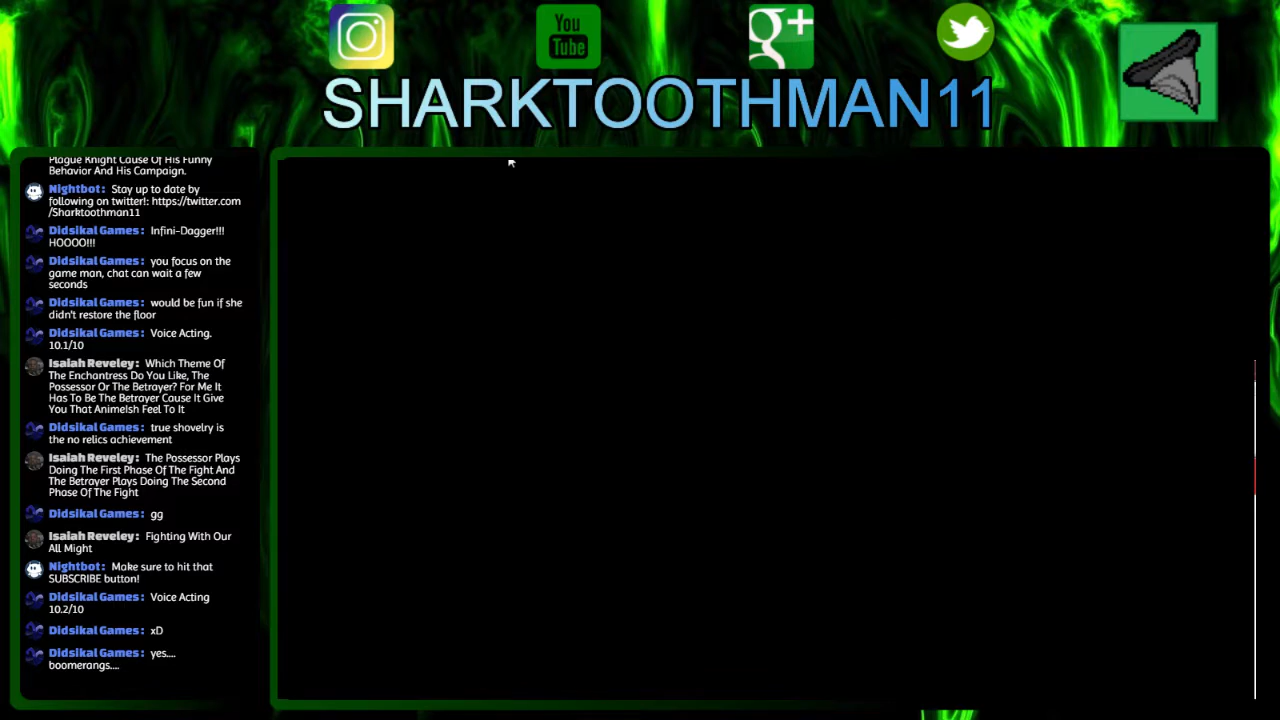 You
Tube
g+
SHARKTOOTHMAN11
Plague Knight Cause Of His Funny
Behavior And His Campaign.
Nightbot: Stay up to date by
following on twitter!: https://twitter.com
/Sharktoothman11
Didsikal Games: Infini-Dagger!!!
HOOOO!!!
Didsikal Games: you focus on the
game man, chat can wait a few
seconds
Didsikal Games: would be fun if she
didn't restore the floor
Didsikal Games: Voice Acting.
10.1/10
Isaiah Reveley: Which Theme Of
The Enchantress Do You Like, The
Possessor Or The Betrayer? For Me It
Has To Be The Betrayer Cause It Give
You That AnimeIsh Feel To It
Didsikal Games: true shovelry is
the no relics achievement
Isaiah Reveley: The Possessor Plays
Doing The First Phase Of The Fight And
The Betrayer Plays Doing The Second
Phase Of The Fight
Didsikal Games: gg
Isaiah Reveley: Fighting With Our
All Might
Nightbot: Make sure to hit that
SUBSCRIBE button!
Didsikal Games: Voice Acting
10.2/10
Didsikal Games: xD
Didsikal Games: yes....
boomerangs....